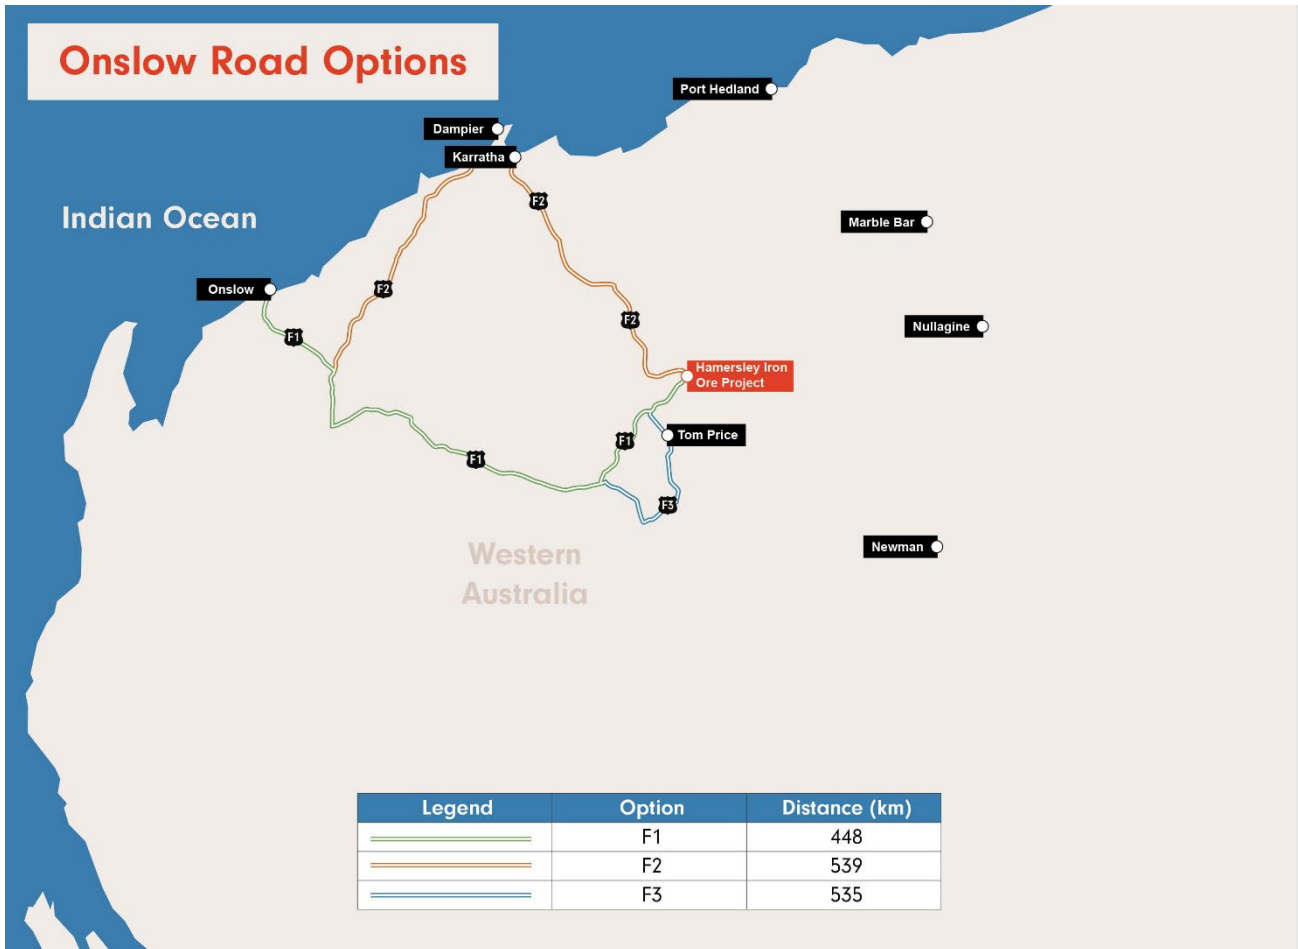 Onslow Road Options
Port Hedland
Dampier
Karratha
F2
Indian Ocean
Marble Bar
Onslow
F2
F2
Nullagine
F1
Hamersley Iron
Ore Project
Tom Price
F1
F1
F3
Newman
Western
Australia
Legend Option Distance (km)
F1 448
F2 539
F3 535